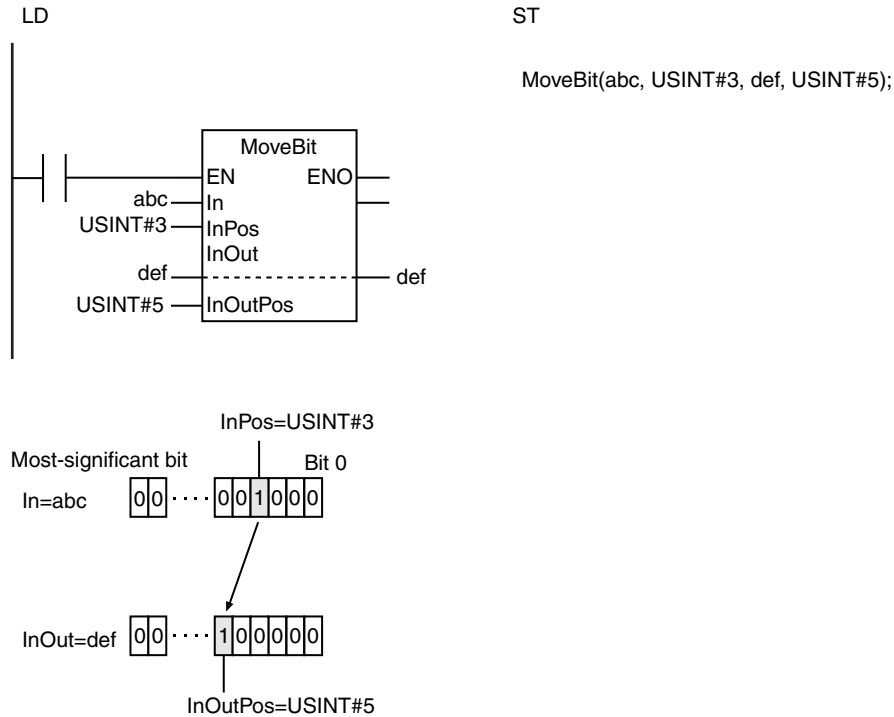 LD
ST
MoveBit(abc, USINT#3, def, USINT#5);
MoveBit
EN ENO
abc In
USINT#3 InPos
InOut
def def
USINT#5 InOutPos
InPos=USINT#3
Most-significant bit Bit 0
In=abc 0 0 · · · · 0 0 1 0 0 0
InOut=def 0 0 · · · · 1 0 0 0 0 0
InOutPos=USINT#5